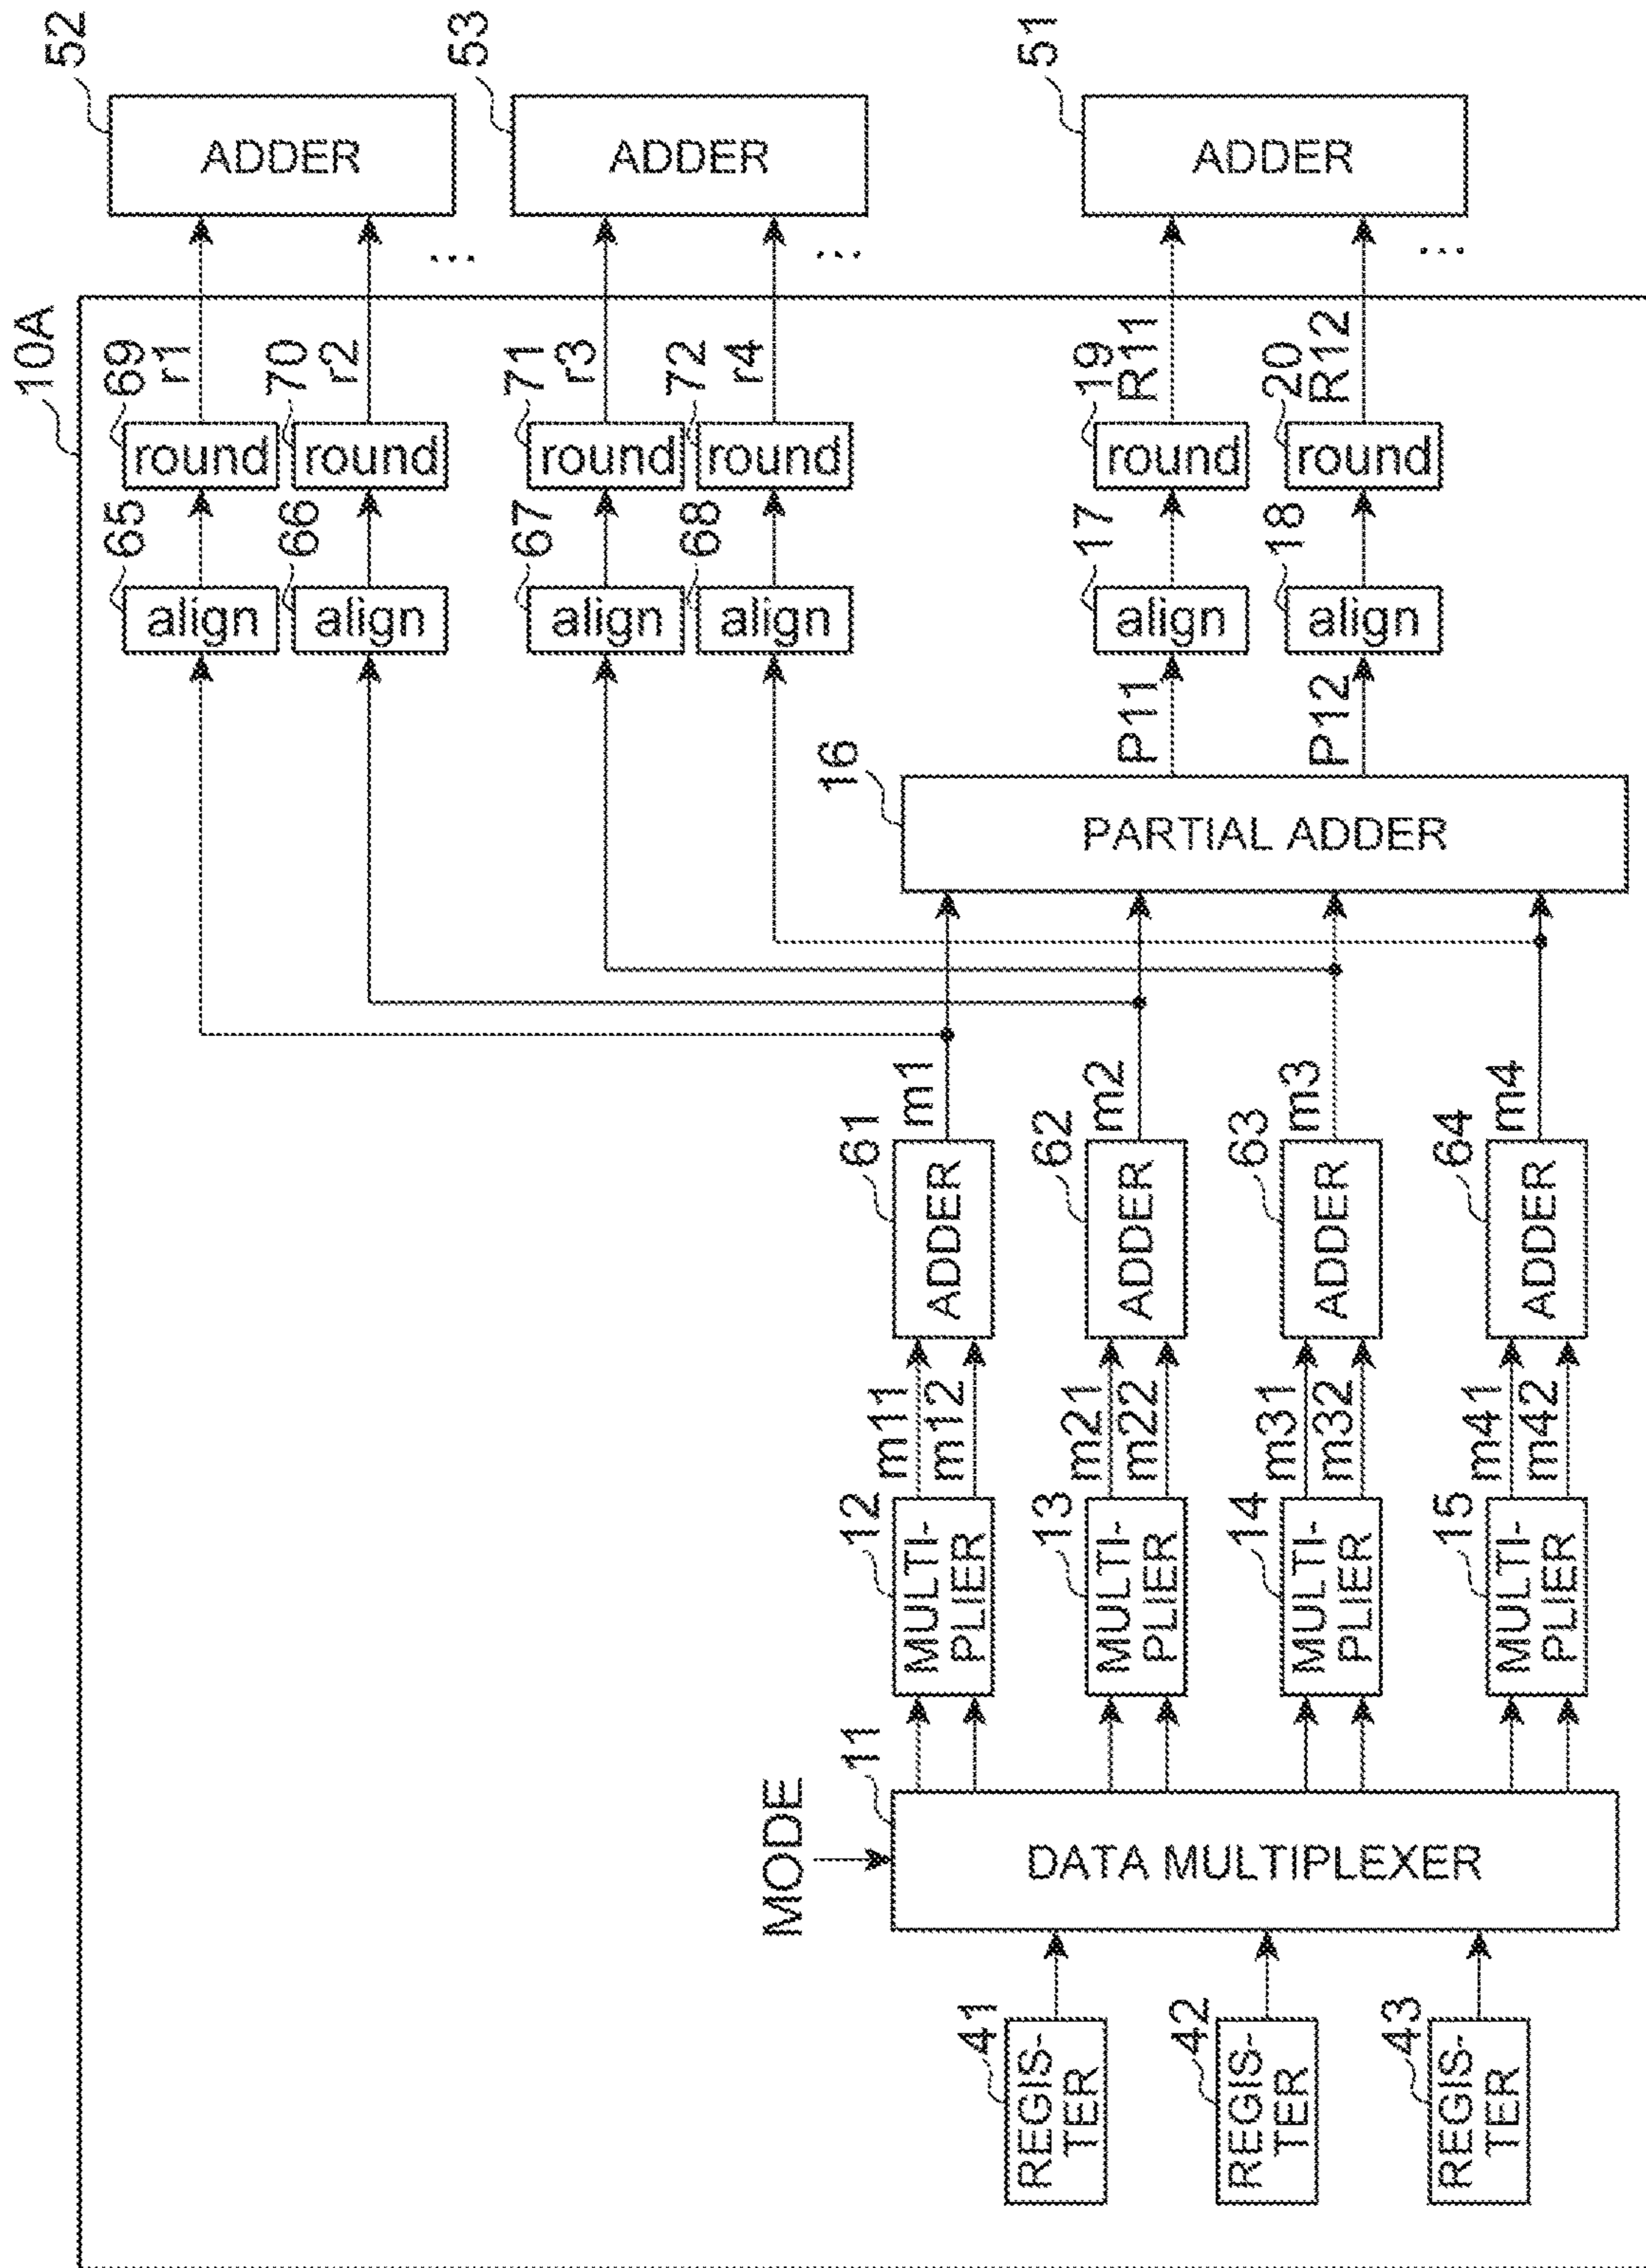 10A
52
ADDER
53
ADDER
51
ADDER
69
r1
round
70
r2
round
71
r3
round
72
r4
round
19
R11
round
20
R12
round
65
align
66
align
67
align
68
align
17
align
18
align
P11
P12
16
PARTIAL ADDER
61
m1
ADDER
62
m2
ADDER
63
m3
ADDER
64
m4
ADDER
m11
m12
m21
m22
m31
m32
m41
m42
12
MULTI-
PLIER
13
MULTI-
PLIER
14
MULTI-
PLIER
15
MULTI-
PLIER
MODE
11
DATA MULTIPLEXER
41
REGIS-
TER
42
REGIS-
TER
43
REGIS-
TER